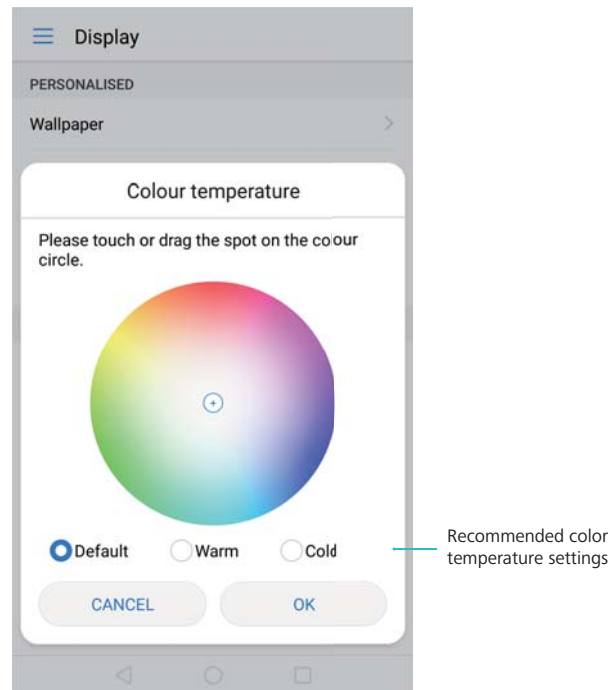 Display
PERSONALISED
Wallpaper
Colour temperature
Please touch or drag the spot on the colour
circle.
Default Warm Cold
Recommended color
temperature settings
CANCEL OK